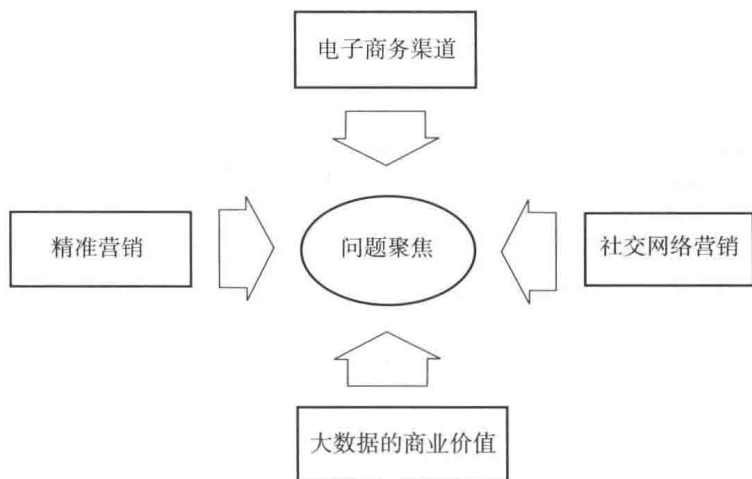 电子商务渠道
精准营销
问题聚焦
社交网络营销
大数据的商业价值